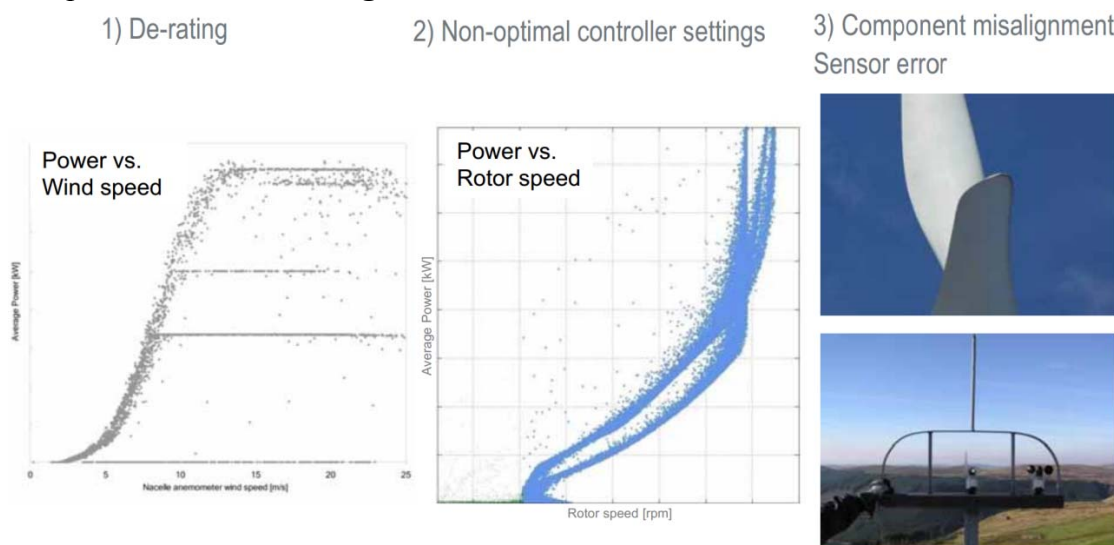 1) De-rating
2) Non-optimal controller settings
3) Component misalignment
Sensor error
Power vs.
Wind speed
Average Power [kW]
0 5 10 15 20 25
Nacelle anemometer wind speed [m/s]
Power vs.
Rotor speed
Average Power [kW]
Rotor speed [rpm]